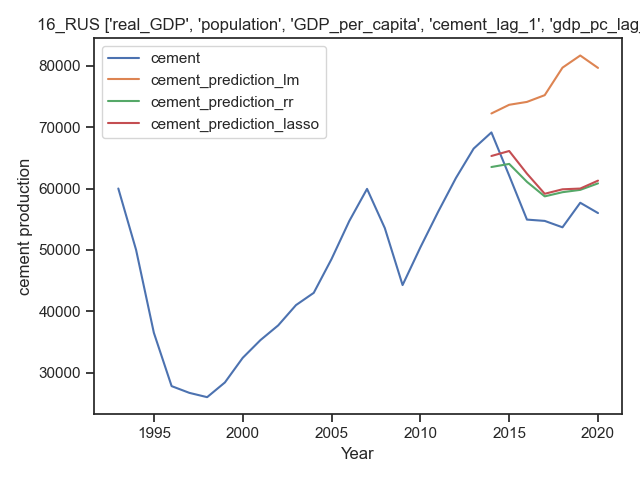 16_RUS ['real_GDP', 'population', 'GDP_per_capita', 'cement_lag_1', 'gdp_pc_lag_
cement
cement_prediction_lm
cement_prediction_rr
cement_prediction_lasso
80000
70000
60000
50000
40000
30000
cement production
1995 2000 2005 2010 2015 2020
Year